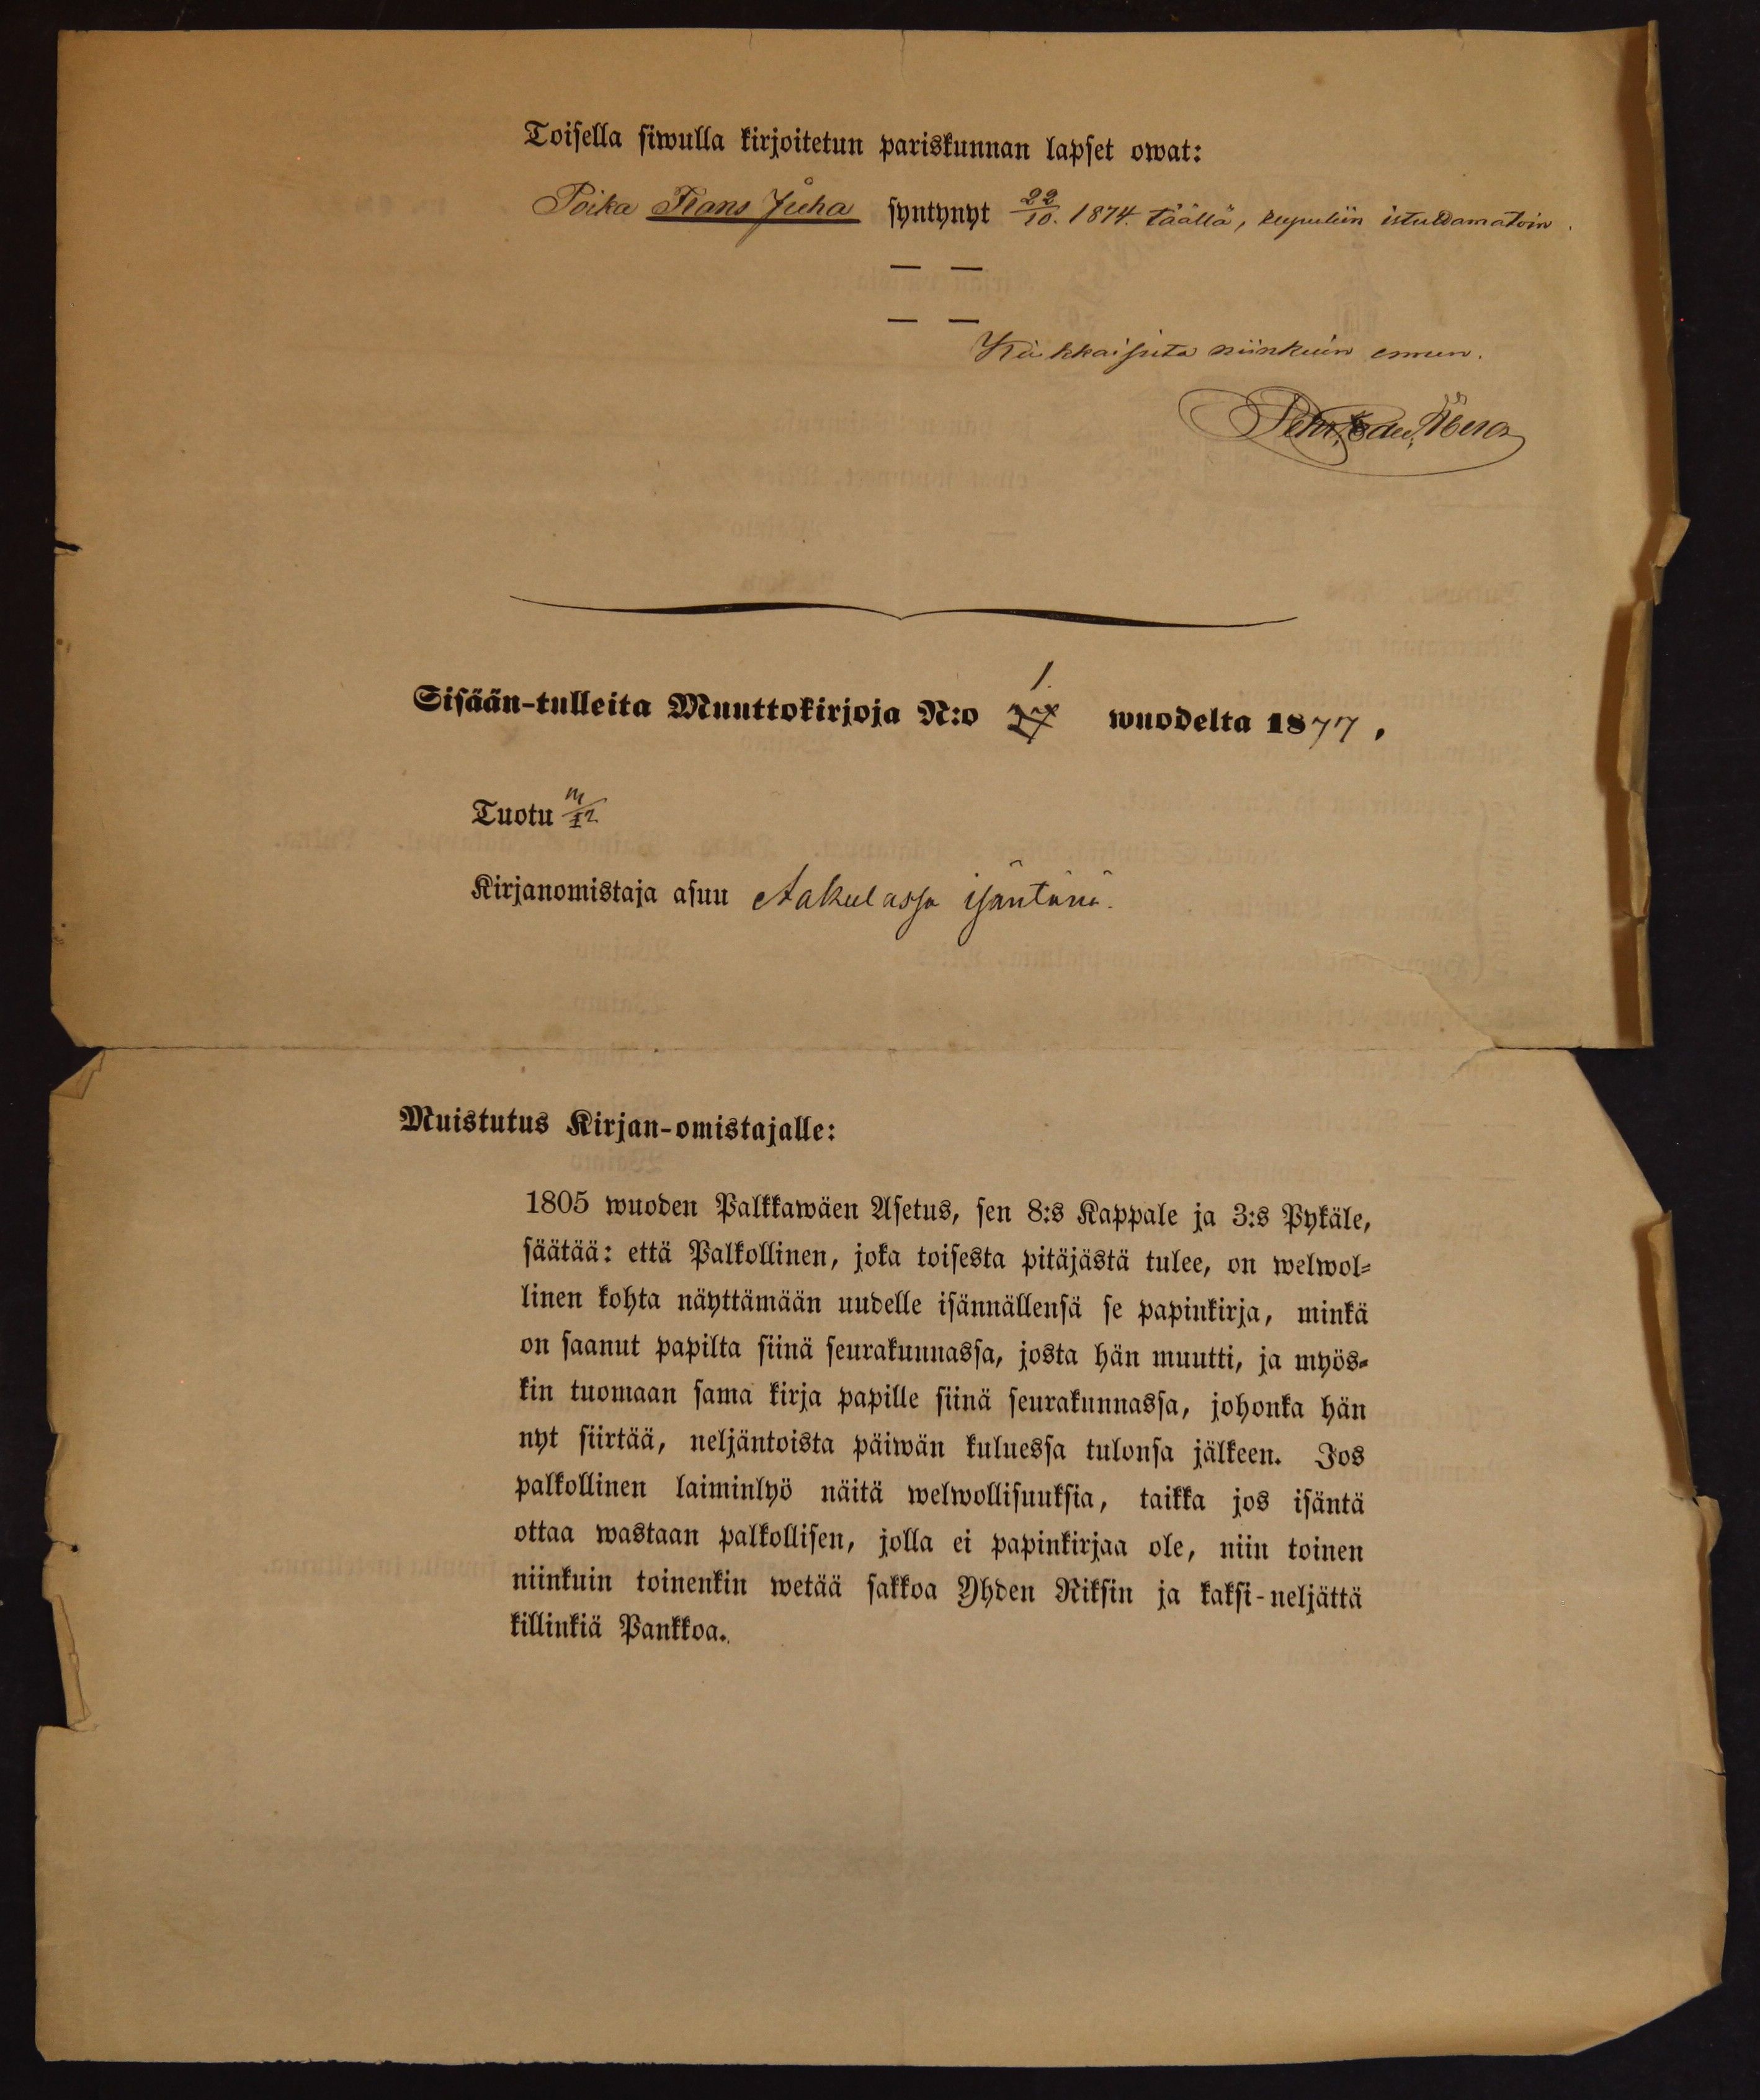 Toisella siwulla kirjoitetun pariskunnan lapset owat:
Poika Frans Juha syntynyt 22/10. 1874. täällä, istuttamatoin.
— —
— —
niinkuin ennen.
Sisään-tulleita Muuttokirjoja N:o 1. wuodelta 1877,
Tuotu
Kirjanomistaja asuu Aakulassa isäntänä.
Muistutus Kirjan-omistajalle:
1805 wuoden Palkkawäen Asetus, sen 8:s Kappale ja 3:s Pykäle,
säätää: että Palkollinen, joka toisesta pitäjästä tulee, on welwol-
linen kohta näyttämään uudelle isännällensä se papinkirja, minkä
on saanut papilta siinä seurakunnassa, josta hän muutti, ja myös-
kin tuomaan sama kirja papille siinä seurakunnassa, johonka hän
nyt siirtää, neljäntoista päiwän kuluessa tulonsa jälkeen. Jos
palkollinen laiminlyö näitä welwollisuuksia, taikka jos isäntä
ottaa wastaan palkollisen, jolla ei papinkirjaa ole, niin toinen
niinkuin toinenkin wetää sakkoa Yhden Riksin ja kaksi-neljättä
killinkiä Pankkoa.